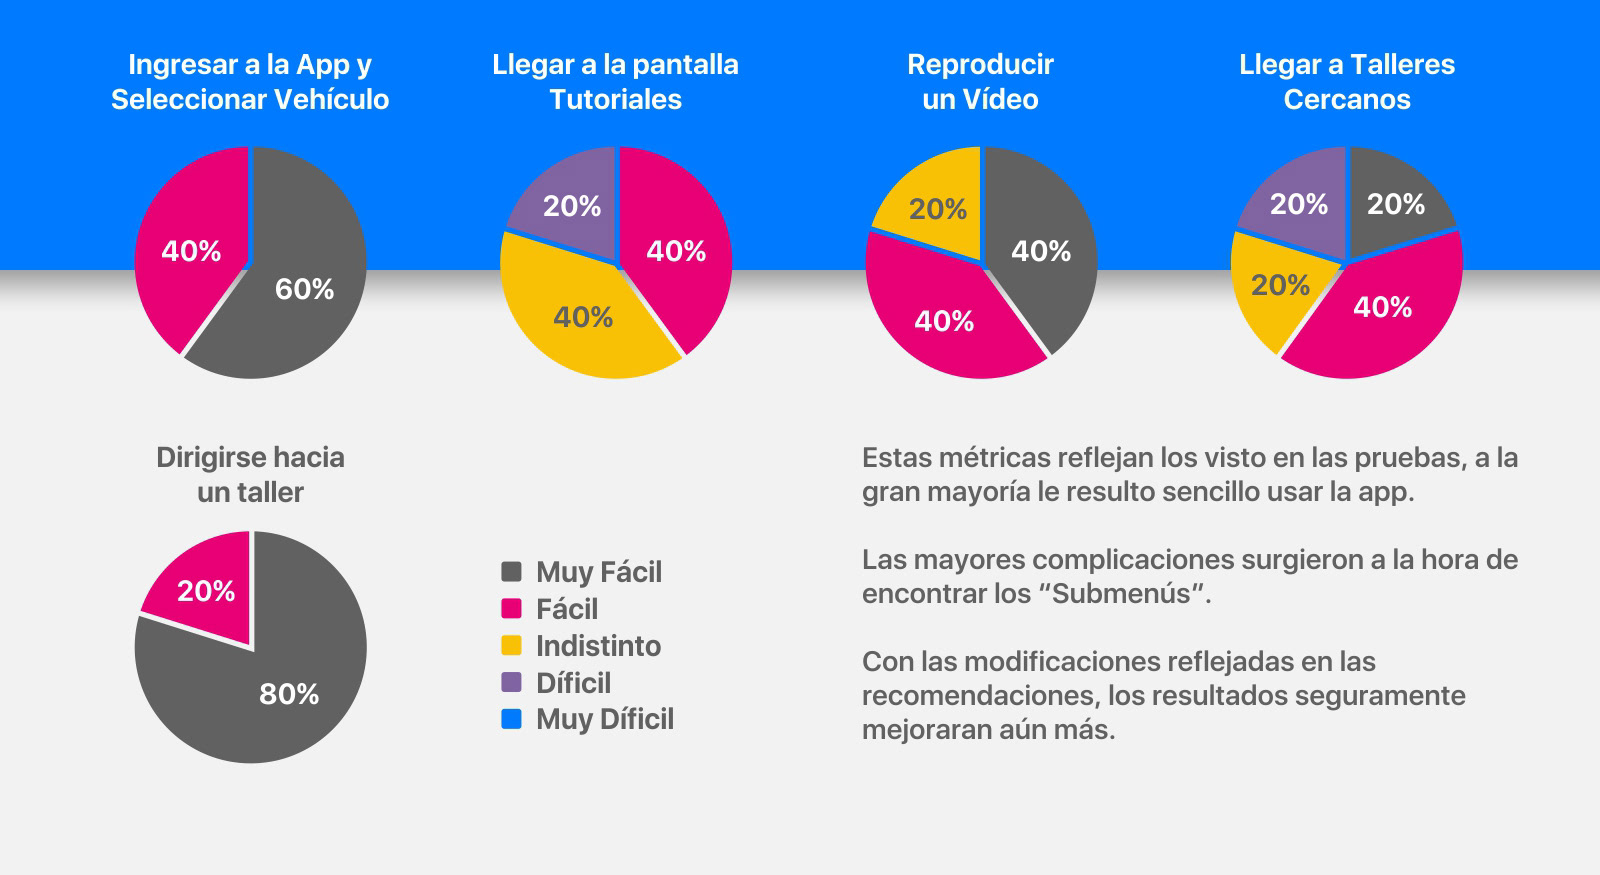 Ingresar a la App y
Seleccionar Vehículo
40%
60%
Llegar a la pantalla
Tutoriales
20%
40%
40%
Reproducir
un Vídeo
20%
40%
40%
Llegar a Talleres
Cercanos
20%
20%
20%
40%
Dirigirse hacia
un taller
20%
80%
Muy Fácil
Fácil
Indistinto
Díficil
Muy Díficil
Estas métricas reflejan los visto en las pruebas, a la
gran mayoría le resulto sencillo usar la app.
Las mayores complicaciones surgieron a la hora de
encontrar los “Submenús”.
Con las modificaciones reflejadas en las
recomendaciones, los resultados seguramente
mejoraran aún más.